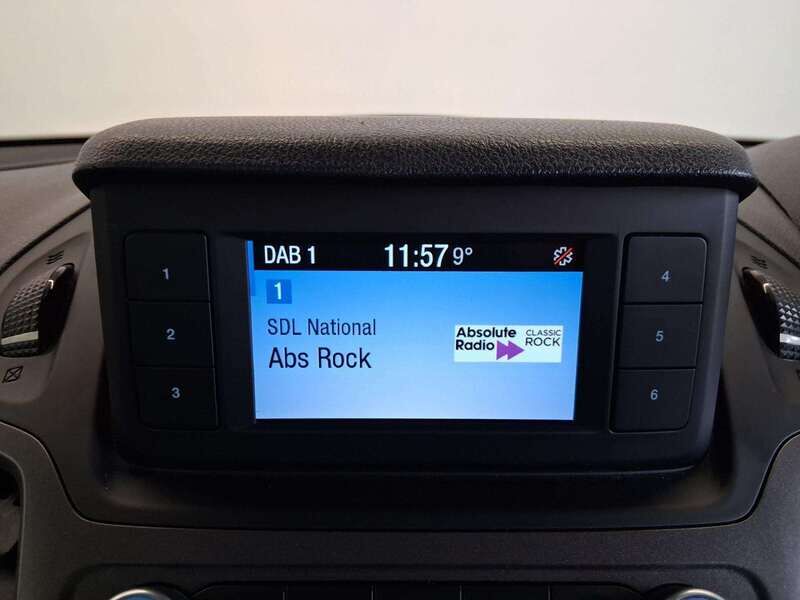 DAB 1 11:57 9°
1
SDL National
Abs Rock
Absolute Radio
CLASSIC ROCK
1
2
3
4
5
6